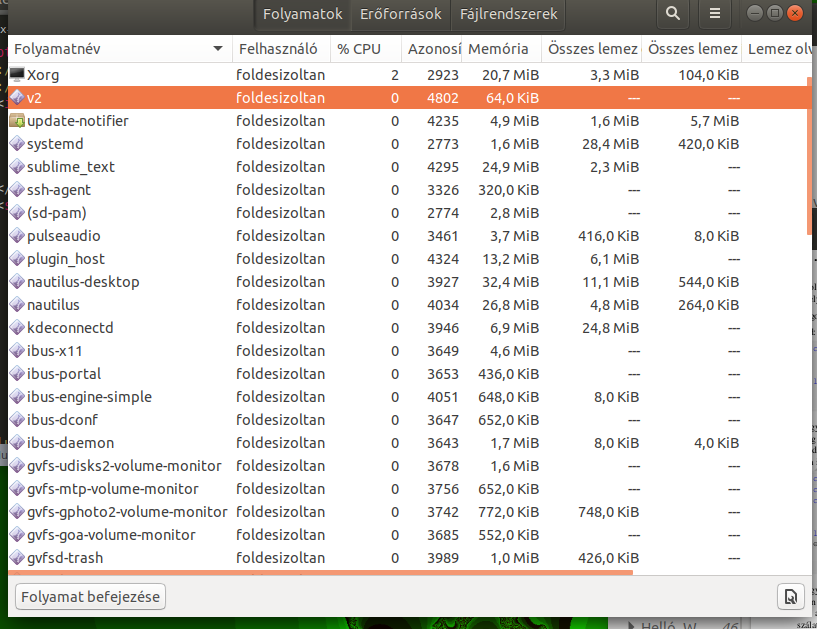 Folyamatok Erőforrások Fájlrendszerek
Folyamatnév Felhasználó % CPU Azonosí Memória Összes lemez Összes lemez Lemez olv
Xorg foldesizoltan 2 2923 20,7 MiB 3,3 MiB 104,0 KiB
v2 foldesizoltan 0 4802 64,0 KiB --- ---
update-notifier foldesizoltan 0 4235 4,9 MiB 1,6 MiB 5,7 MiB
systemd foldesizoltan 0 2773 1,6 MiB 28,4 MiB 420,0 KiB
sublime_text foldesizoltan 0 4295 24,9 MiB 2,3 MiB ---
ssh-agent foldesizoltan 0 3326 320,0 KiB --- ---
(sd-pam) foldesizoltan 0 2774 2,8 MiB --- ---
pulseaudio foldesizoltan 0 3461 3,7 MiB 416,0 KiB 8,0 KiB
plugin_host foldesizoltan 0 4324 13,2 MiB 6,1 MiB ---
nautilus-desktop foldesizoltan 0 3927 32,4 MiB 11,1 MiB 544,0 KiB
nautilus foldesizoltan 0 4034 26,8 MiB 4,8 MiB 264,0 KiB
kdeconnectd foldesizoltan 0 3946 6,9 MiB 24,8 MiB ---
ibus-x11 foldesizoltan 0 3649 4,6 MiB --- ---
ibus-portal foldesizoltan 0 3653 436,0 KiB --- ---
ibus-engine-simple foldesizoltan 0 4051 648,0 KiB 8,0 KiB ---
ibus-dconf foldesizoltan 0 3647 652,0 KiB --- ---
ibus-daemon foldesizoltan 0 3643 1,7 MiB 8,0 KiB 4,0 KiB
gvfs-udisks2-volume-monitor foldesizoltan 0 3678 1,6 MiB --- ---
gvfs-mtp-volume-monitor foldesizoltan 0 3756 652,0 KiB --- ---
gvfs-gphoto2-volume-monitor foldesizoltan 0 3742 772,0 KiB 748,0 KiB ---
gvfs-goa-volume-monitor foldesizoltan 0 3685 552,0 KiB --- ---
gvfsd-trash foldesizoltan 0 3989 1,0 MiB 426,0 KiB ---
Folyamat befejezése